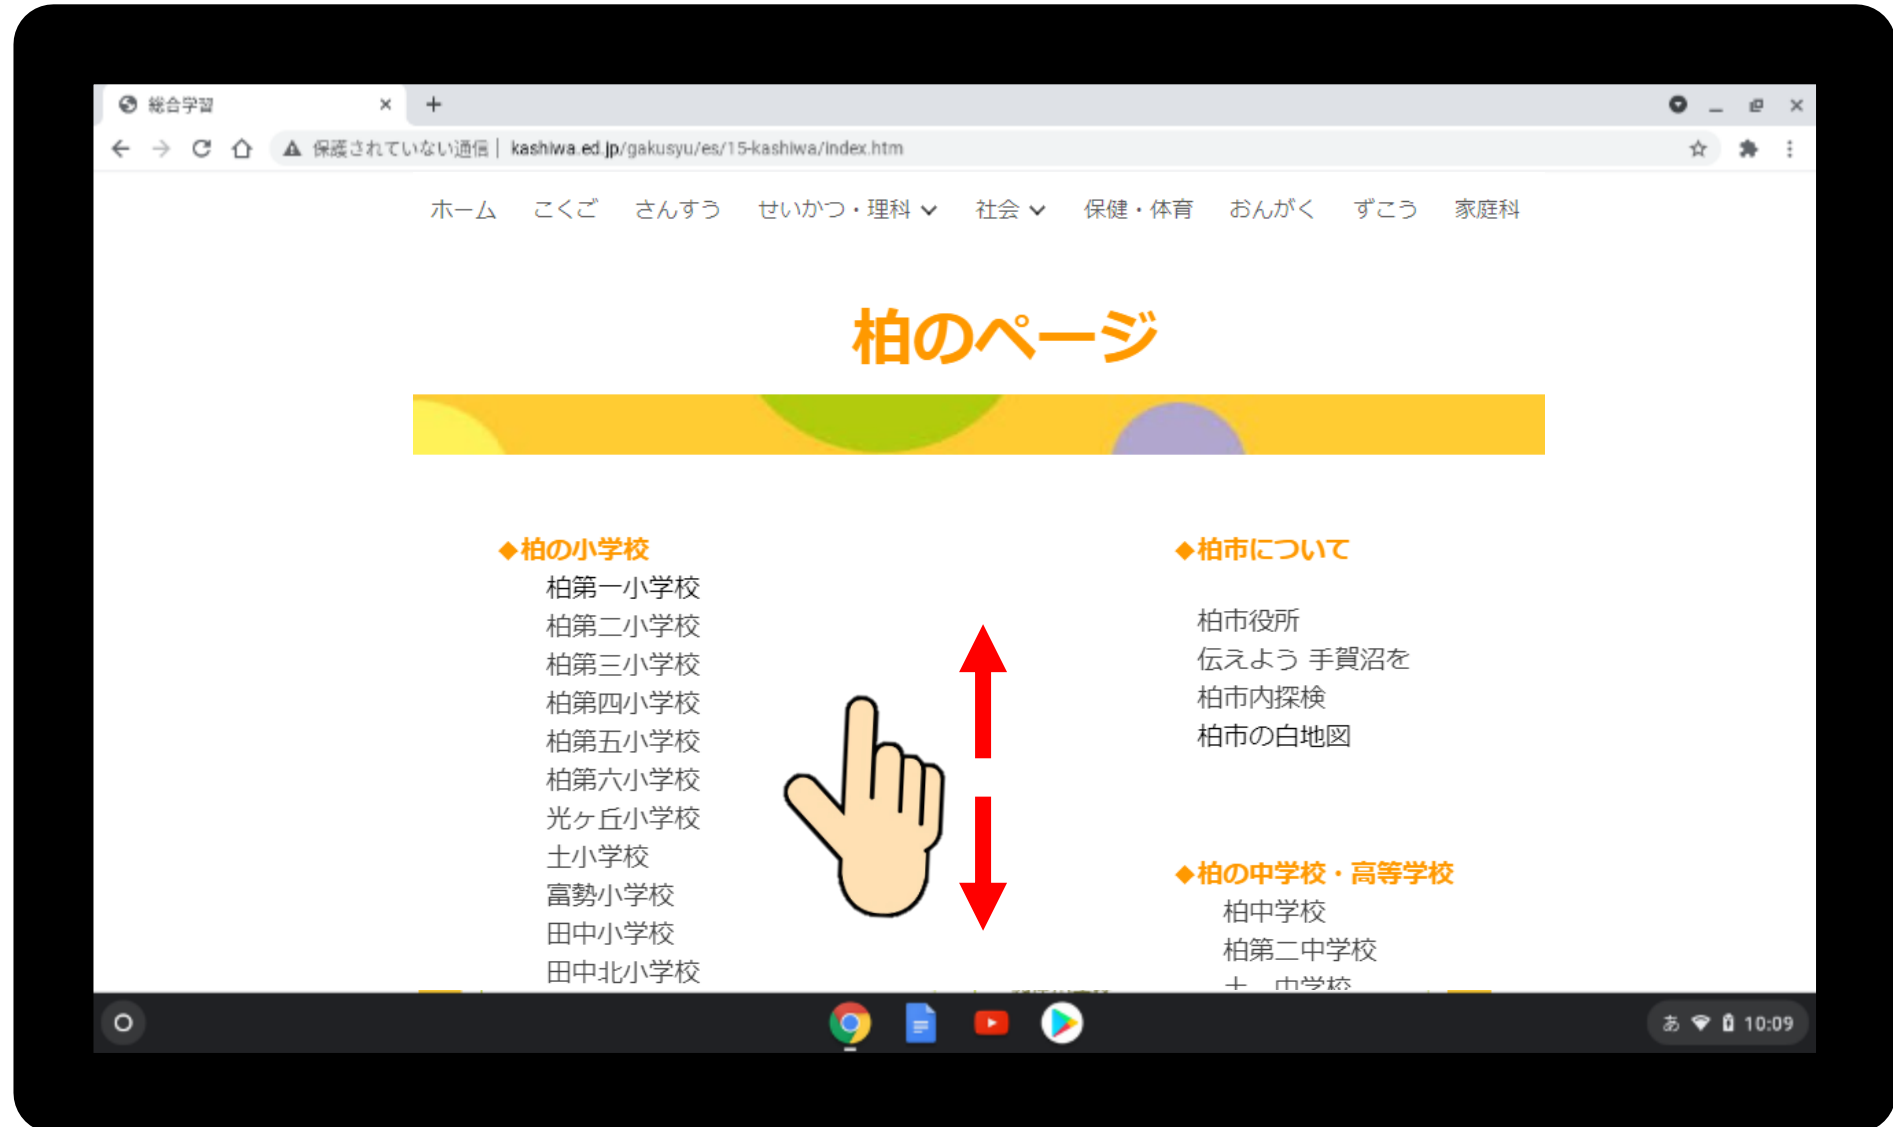 総合学習
保護されていない通信 | kashiwa.ed.jp/gakusyu/es/15-kashiwa/index.htm
ホーム こくご さんすう せいかつ・理科 社会 保健・体育 おんがく ずこう 家庭科
柏のページ
◆柏の小学校
柏第一小学校
柏第二小学校
柏第三小学校
柏第四小学校
柏第五小学校
柏第六小学校
光ヶ丘小学校
土小学校
富勢小学校
田中小学校
田中北小学校
◆柏市について
柏市役所
伝えよう 手賀沼を
柏市内探検
柏市の白地図
◆柏の中学校・高等学校
柏中学校
柏第二中学校
土 中学校
あ 10:09